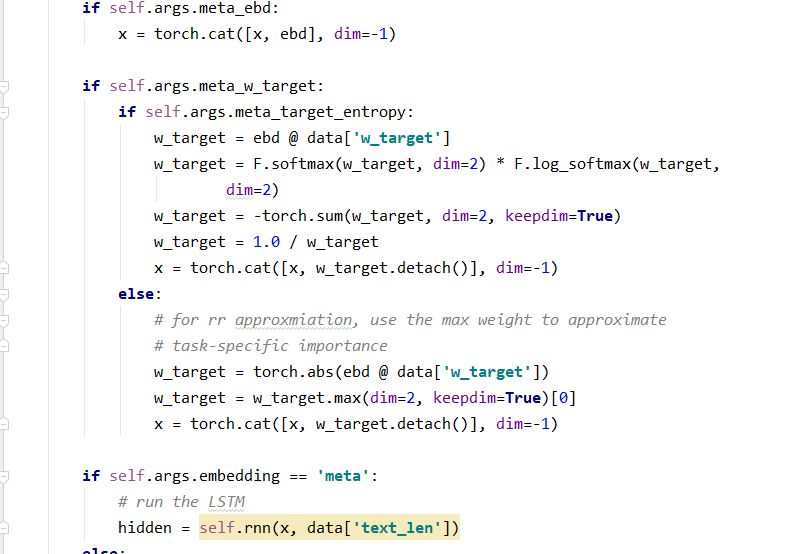 if self.args.meta_ebd:
    x = torch.cat([x, ebd], dim=-1)

if self.args.meta_w_target:
    if self.args.meta_target_entropy:
        w_target = ebd @ data['w_target']
        w_target = F.softmax(w_target, dim=2) * F.log_softmax(w_target,
                dim=2)
        w_target = -torch.sum(w_target, dim=2, keepdim=True)
        w_target = 1.0 / w_target
        x = torch.cat([x, w_target.detach()], dim=-1)
    else:
        # for rr approxmiation, use the max weight to approximate
        # task-specific importance
        w_target = torch.abs(ebd @ data['w_target'])
        w_target = w_target.max(dim=2, keepdim=True)[0]
        x = torch.cat([x, w_target.detach()], dim=-1)

if self.args.embedding == 'meta':
    # run the LSTM
    hidden = self.rnn(x, data['text_len'])
else: